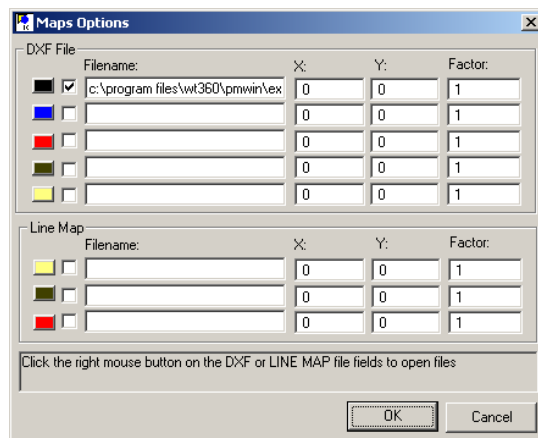 Maps Options
DXF File
Filename: X: Y: Factor:
c:\program files\wt360\pmwin\ex 0 0 1
0 0 1
0 0 1
0 0 1
0 0 1
Line Map
Filename: X: Y: Factor:
0 0 1
0 0 1
0 0 1
Click the right mouse button on the DXF or LINE MAP file fields to open files
OK Cancel